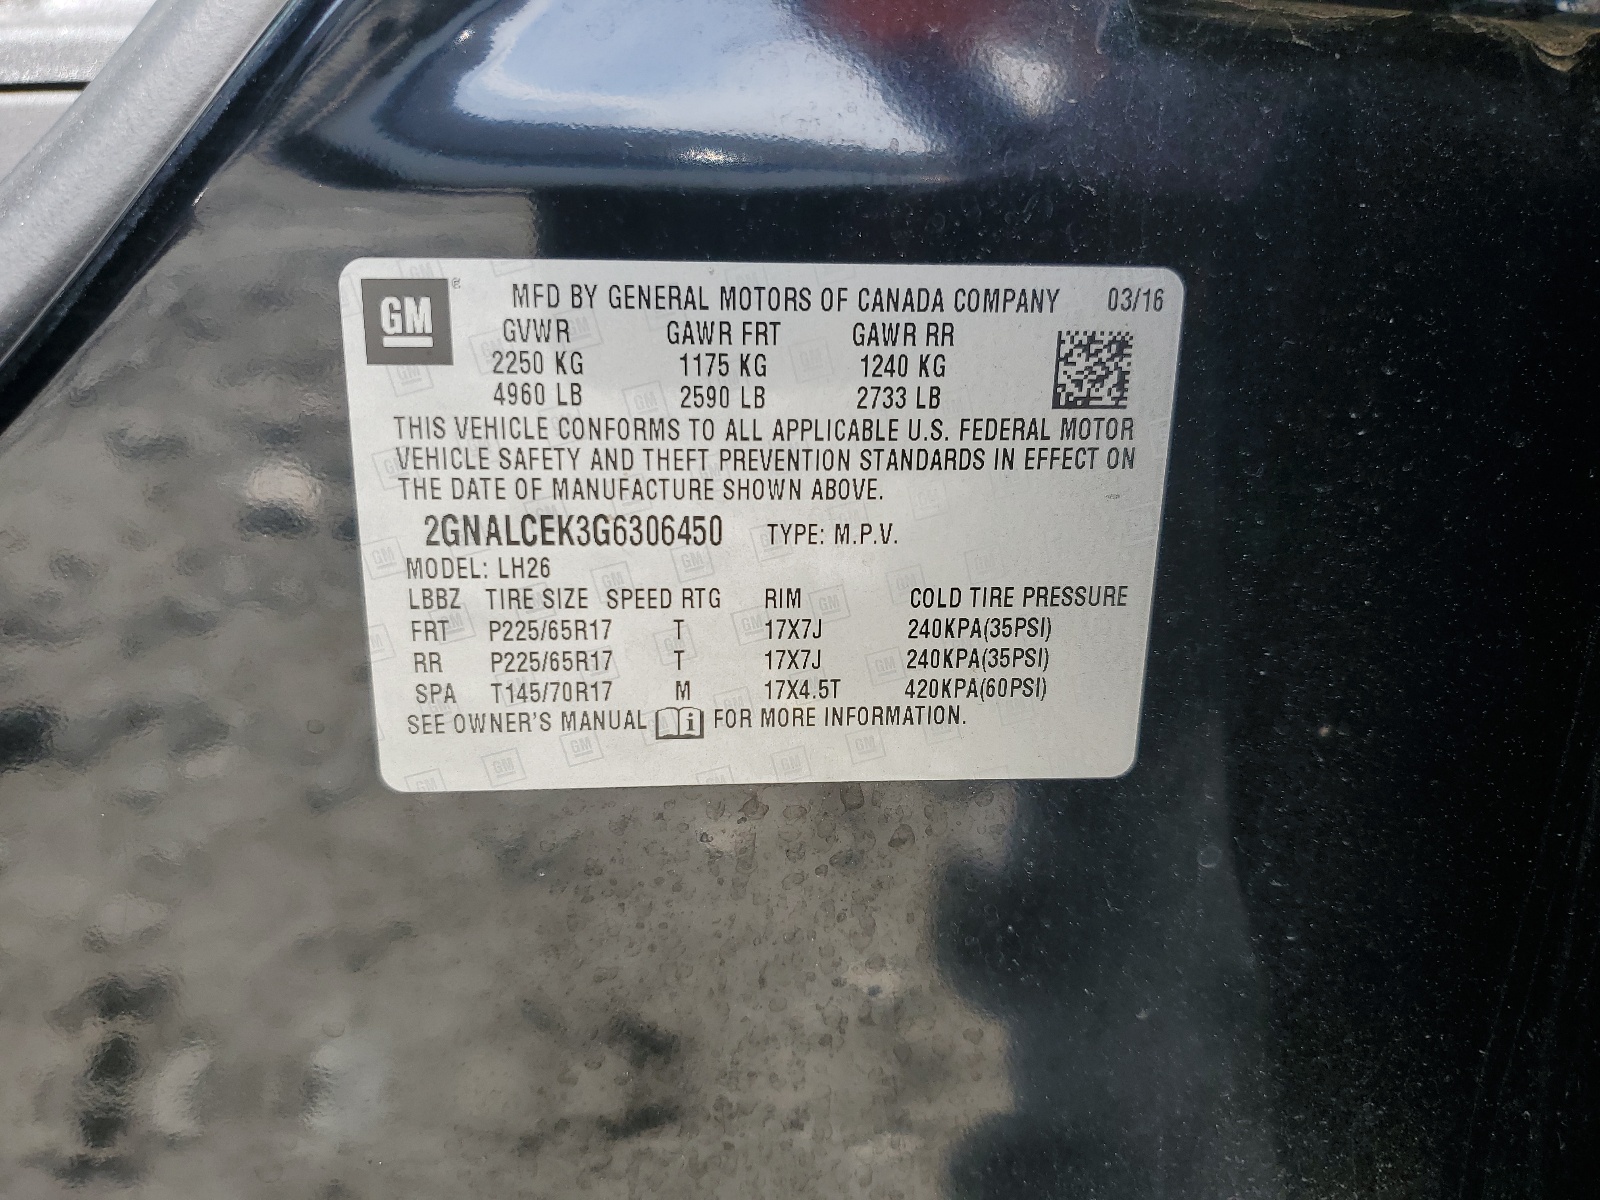 GM ® MFD BY GENERAL MOTORS OF CANADA COMPANY 03/16
GVWR GAWR FRT GAWR RR
2250 KG 1175 KG 1240 KG
4960 LB 2590 LB 2733 LB
THIS VEHICLE CONFORMS TO ALL APPLICABLE U.S. FEDERAL MOTOR
VEHICLE SAFETY AND THEFT PREVENTION STANDARDS IN EFFECT ON
THE DATE OF MANUFACTURE SHOWN ABOVE.
2GNALCEK3G6306450 TYPE: M.P.V.
MODEL: LH26
LBBZ TIRE SIZE SPEED RTG RIM COLD TIRE PRESSURE
FRT P225/65R17 T 17X7J 240KPA(35PSI)
RR P225/65R17 T 17X7J 240KPA(35PSI)
SPA T145/70R17 M 17X4.5T 420KPA(60PSI)
SEE OWNER'S MANUAL i FOR MORE INFORMATION.